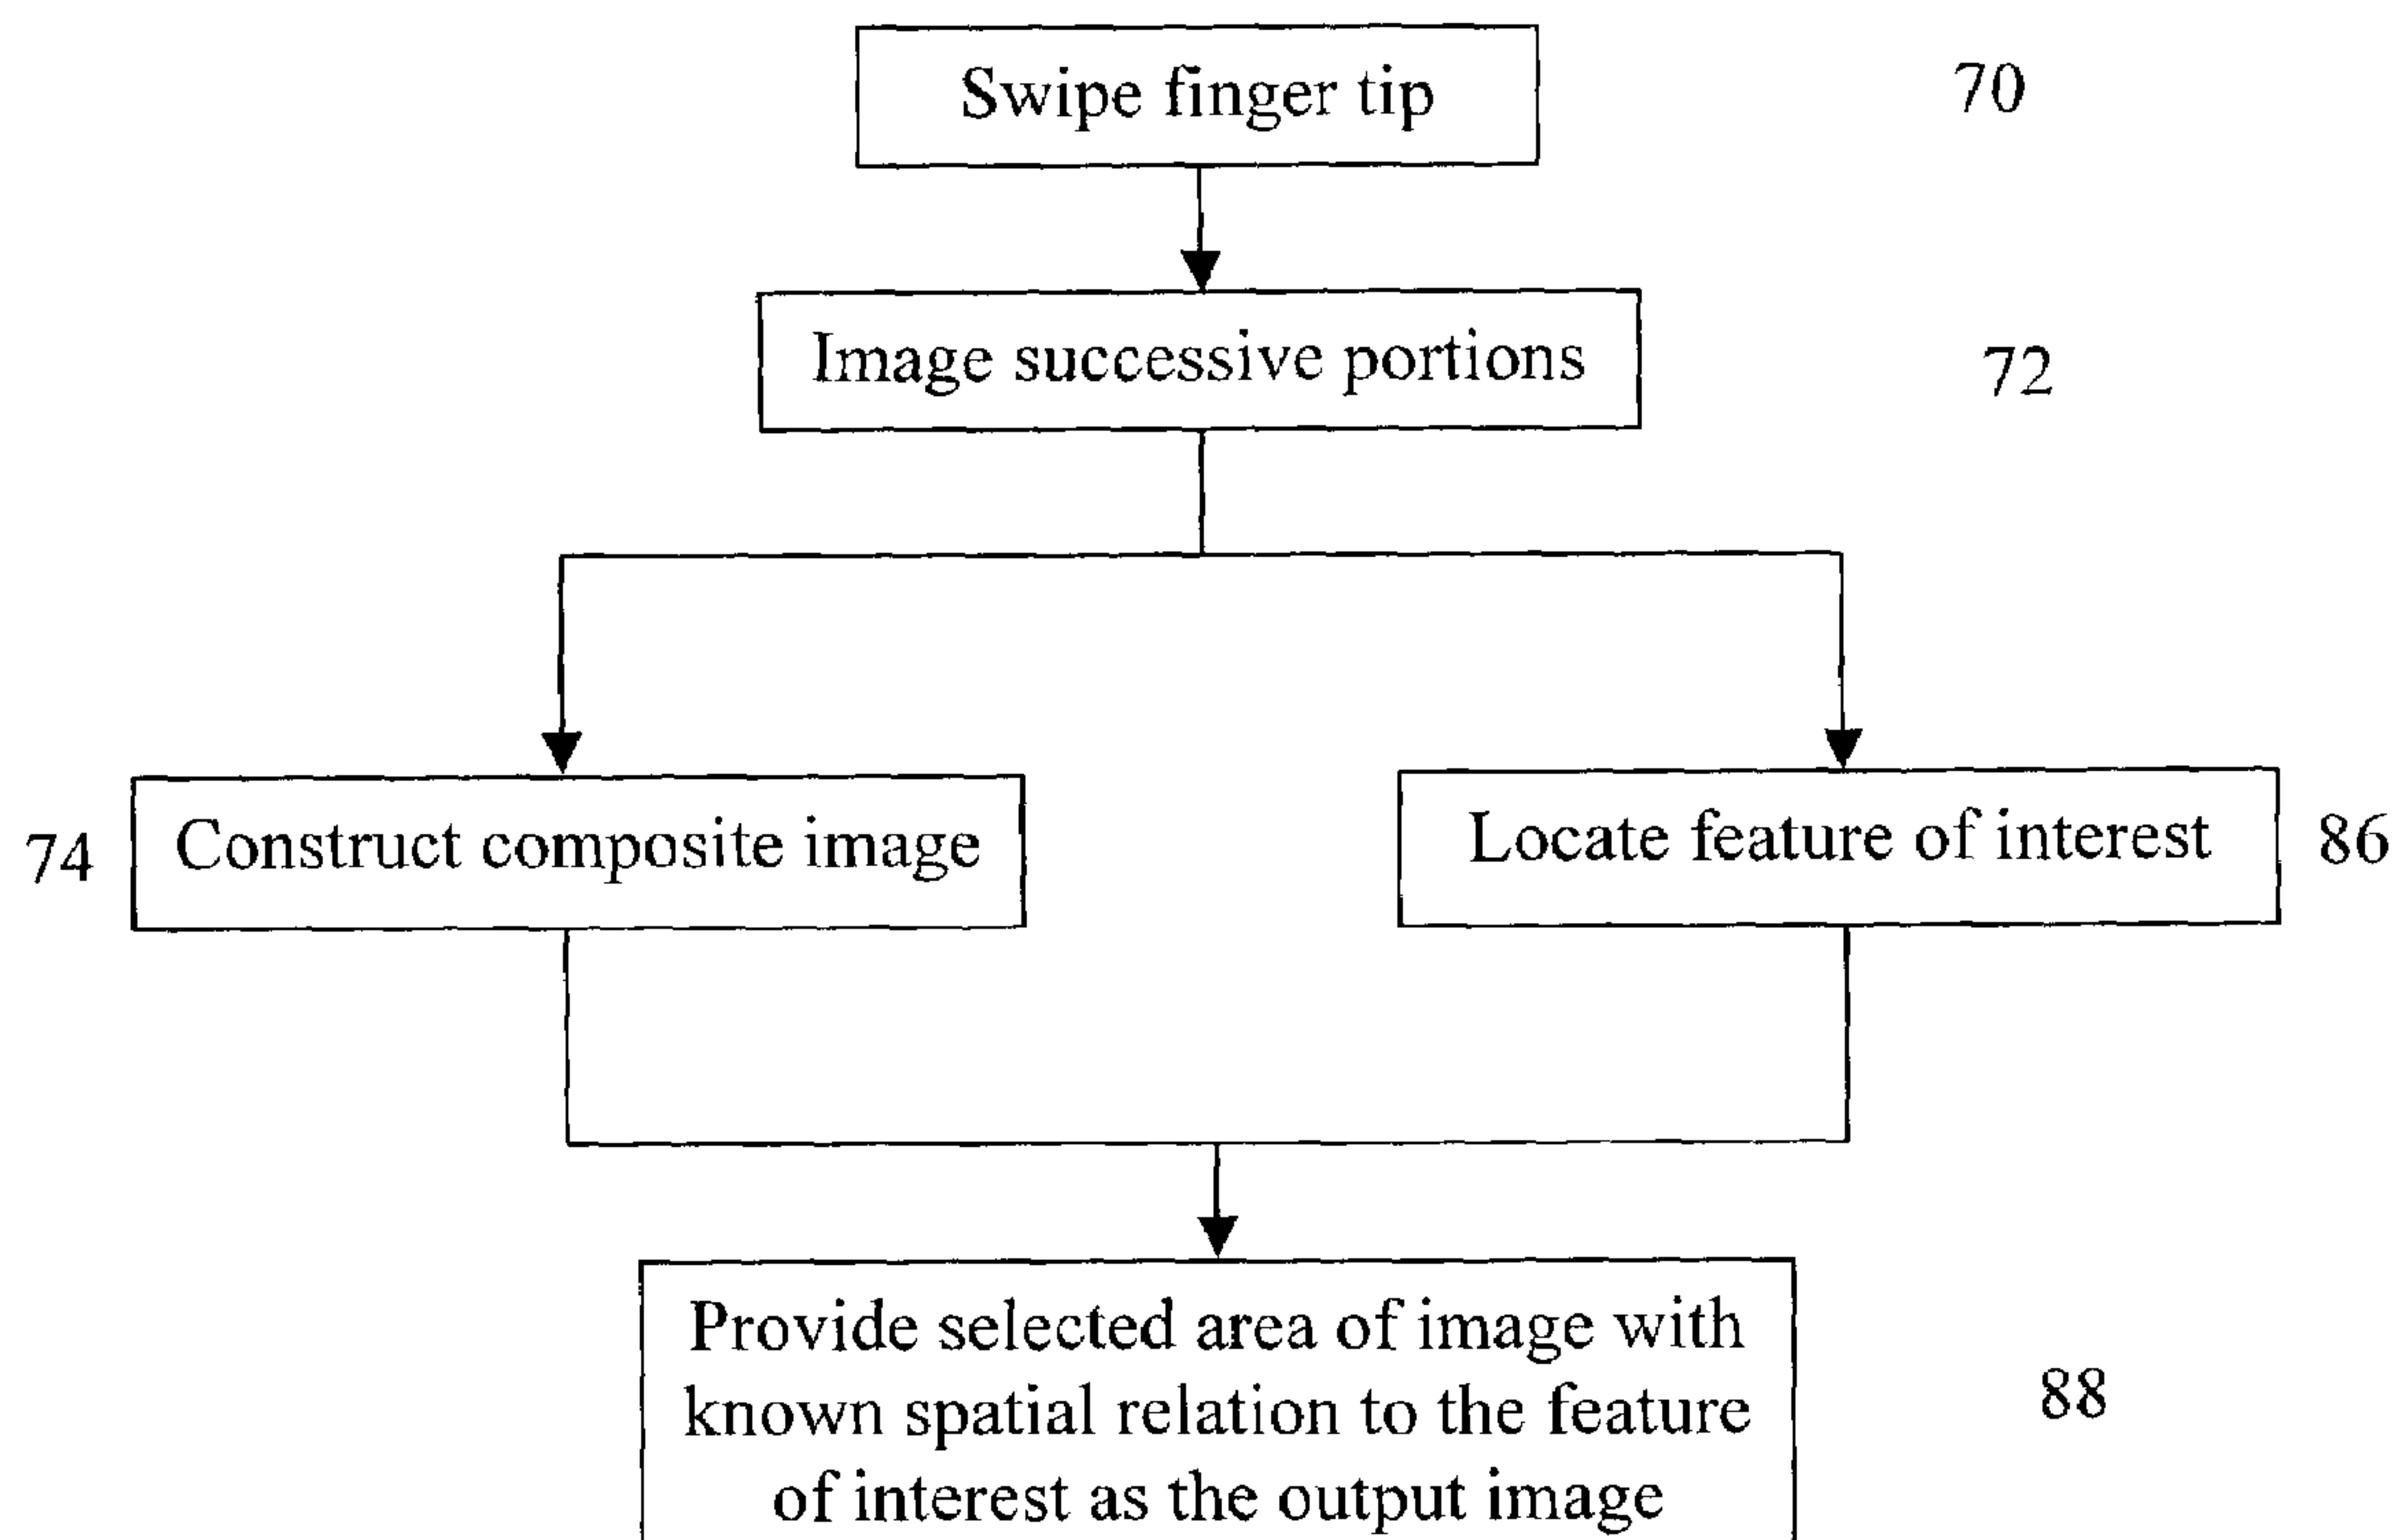 Swipe finger tip
70
Image successive portions
72
74
Construct composite image
Locate feature of interest
86
Provide selected area of image with
known spatial relation to the feature
of interest as the output image
88